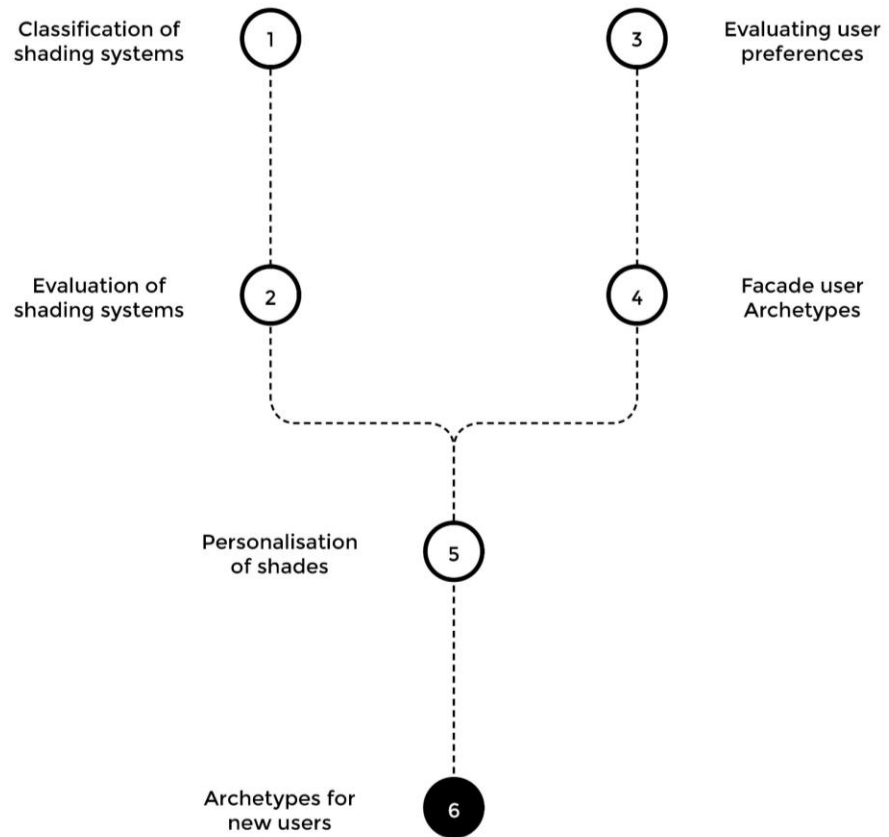 Classification of
shading systems
1
3
Evaluating user
preferences
Evaluation of
shading systems
2
4
Facade user
Archetypes
Personalisation
of shades
5
Archetypes for
new users
6